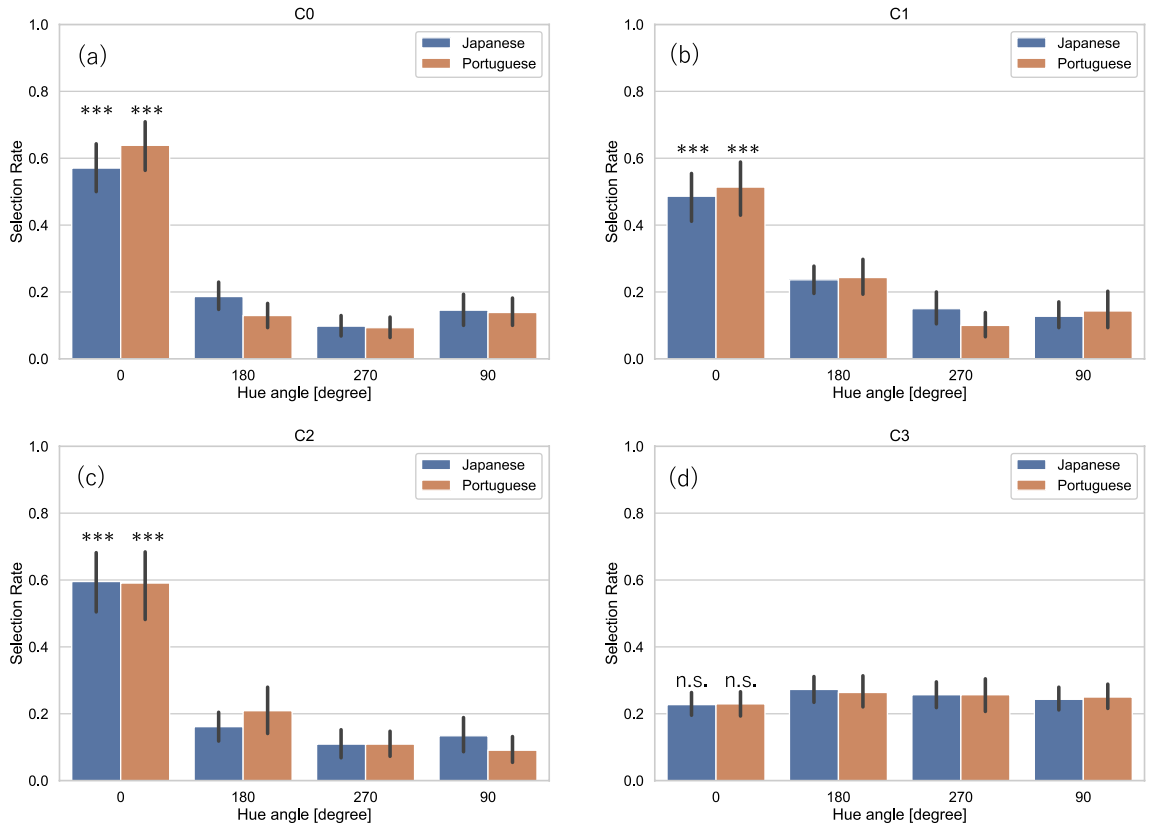 C0
(a)
Japanese
Portuguese
1.0
0.8
0.6
0.4
0.2
0.0
Selection Rate
*** ***
0 180 270 90
Hue angle [degree]
C1
(b)
Japanese
Portuguese
1.0
0.8
0.6
0.4
0.2
0.0
Selection Rate
*** ***
0 180 270 90
Hue angle [degree]
C2
(c)
Japanese
Portuguese
1.0
0.8
0.6
0.4
0.2
0.0
Selection Rate
*** ***
0 180 270 90
Hue angle [degree]
C3
(d)
Japanese
Portuguese
1.0
0.8
0.6
0.4
0.2
0.0
Selection Rate
n.s. n.s.
0 180 270 90
Hue angle [degree]